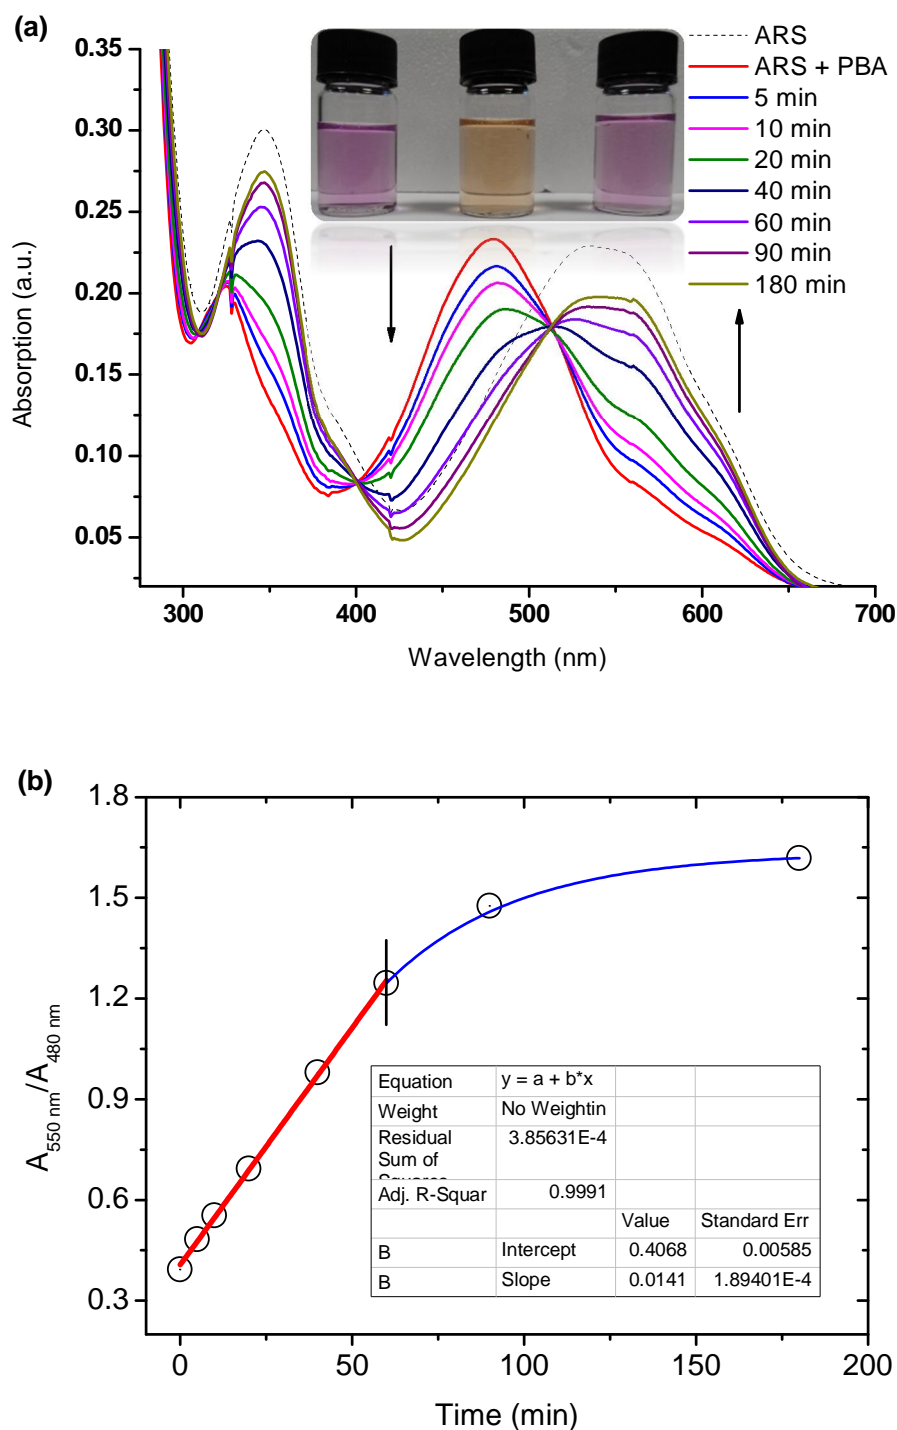 (a)
0.35
0.30
0.25
0.20
0.15
0.10
0.05
Absorption (a.u.)
300
400
500
600
700
Wavelength (nm)
ARS
ARS + PBA
5 min
10 min
20 min
40 min
60 min
90 min
180 min
(b)
1.8
1.5
1.2
0.9
0.6
0.3
A550 nm/A480 nm
0
50
100
150
200
Time (min)
Equation y = a + b*x
Weight No Weightin
Residual 3.85631E-4
Sum of
Adj. R-Squar 0.9991
Value Standard Err
B Intercept 0.4068 0.00585
B Slope 0.0141 1.89401E-4